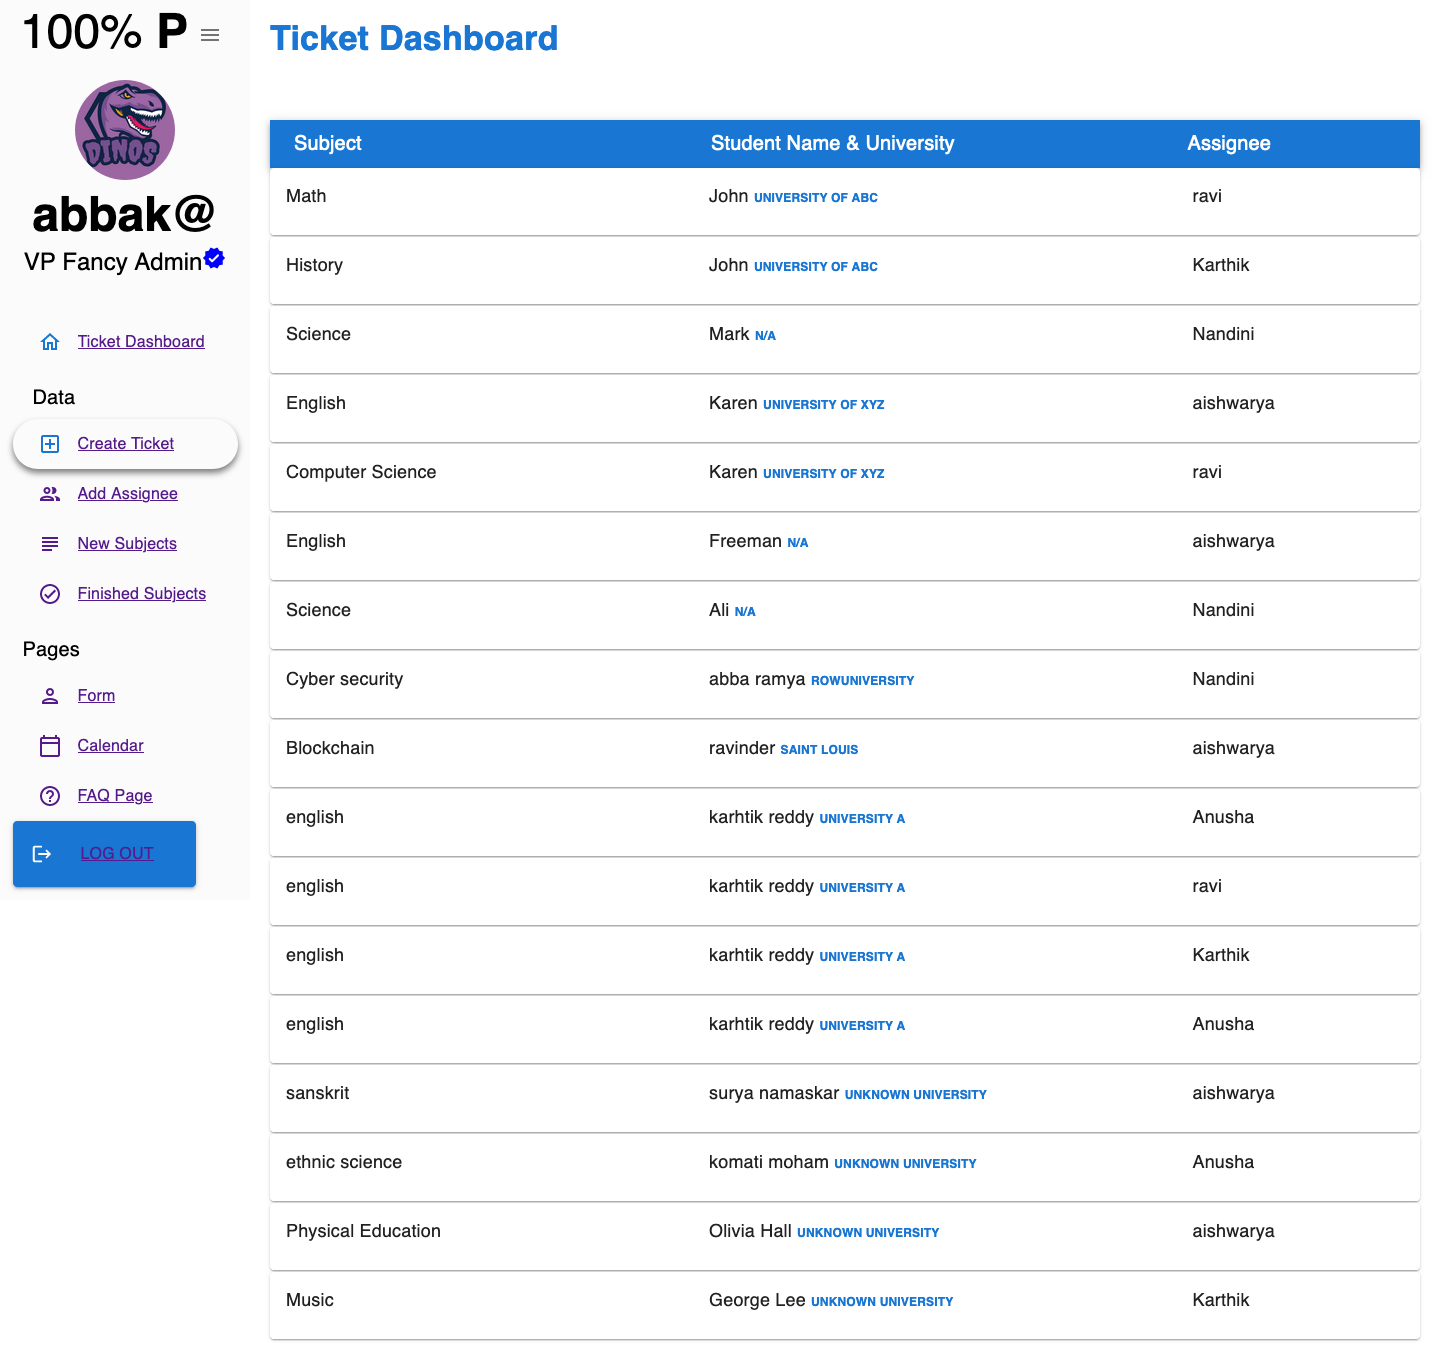 100% P
DINOS
abbak@
VP Fancy Admin
Ticket Dashboard
Data
Create Ticket
Add Assignee
New Subjects
Finished Subjects
Pages
Form
Calendar
FAQ Page
LOG OUT
Ticket Dashboard
Subject Student Name & University Assignee
Math John UNIVERSITY OF ABC ravi
History John UNIVERSITY OF ABC Karthik
Science Mark N/A Nandini
English Karen UNIVERSITY OF XYZ aishwarya
Computer Science Karen UNIVERSITY OF XYZ ravi
English Freeman N/A aishwarya
Science Ali N/A Nandini
Cyber security abba ramya ROWUNIVERSITY Nandini
Blockchain ravinder SAINT LOUIS aishwarya
english karhtik reddy UNIVERSITY A Anusha
english karhtik reddy UNIVERSITY A ravi
english karhtik reddy UNIVERSITY A Karthik
english karhtik reddy UNIVERSITY A Anusha
sanskrit surya namaskar UNKNOWN UNIVERSITY aishwarya
ethnic science komati moham UNKNOWN UNIVERSITY Anusha
Physical Education Olivia Hall UNKNOWN UNIVERSITY aishwarya
Music George Lee UNKNOWN UNIVERSITY Karthik